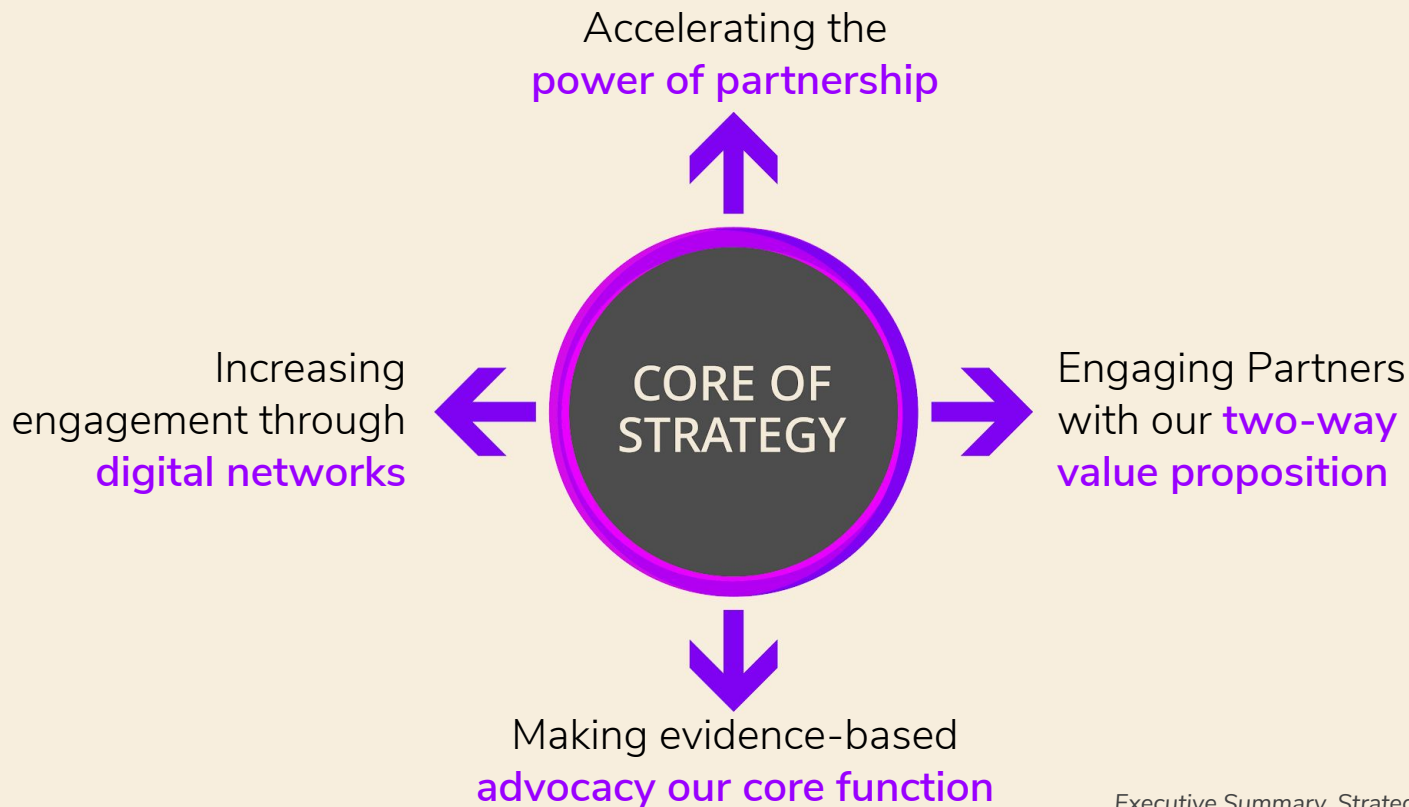 Accelerating the
power of partnership
Increasing
engagement through
digital networks
CORE OF
STRATEGY
Engaging Partners
with our two-way
value proposition
Making evidence-based
advocacy our core function
Executive Summary, Strateg